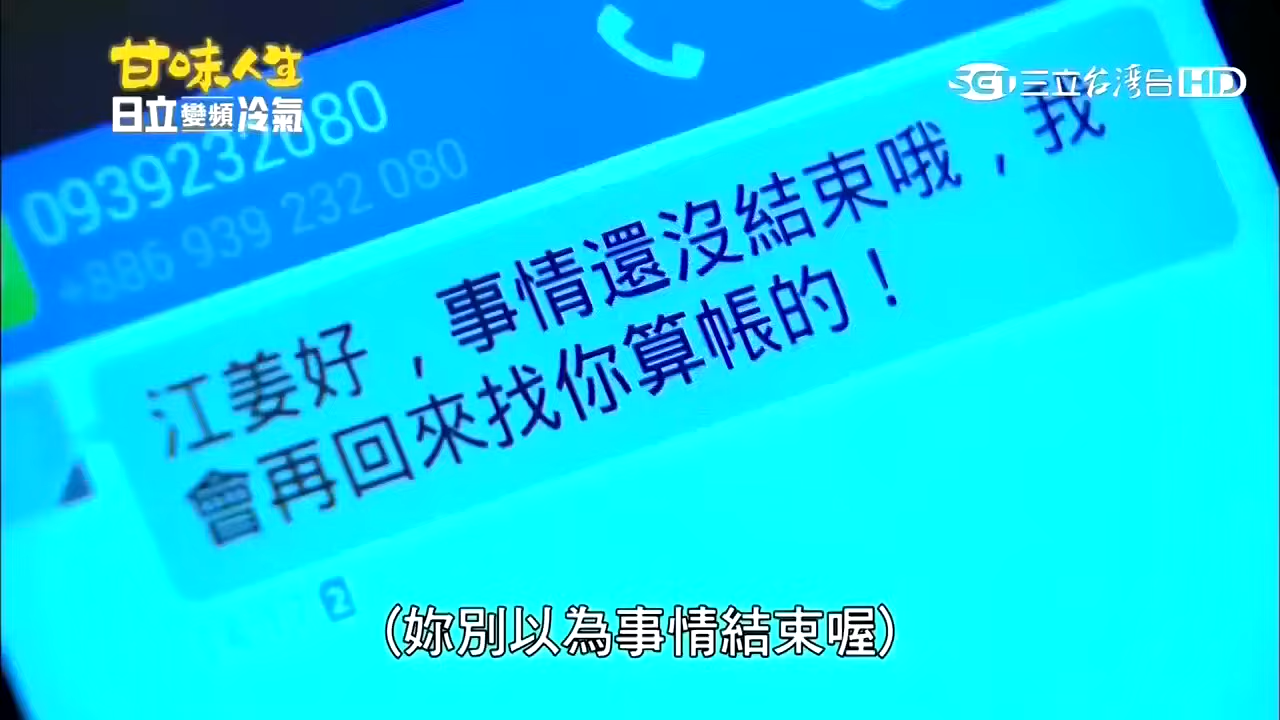 甘味人生
日立變頻冷氣
SET三立台灣台HD
0939232080
+886 939 232 080
江姜好，事情還沒結束哦，我
會再回來找你算帳的！
2
(妳別以為事情結束喔)